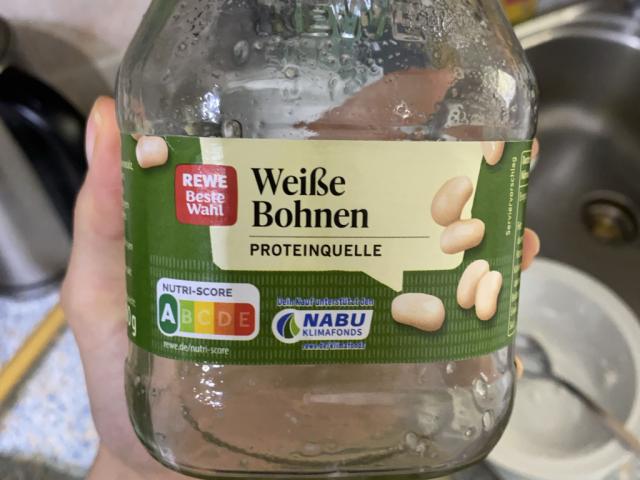 REWE
Beste
Wahl
Weiße
Bohnen
PROTEINQUELLE
Serviervorschlag
NUTRI-SCORE
A B C D E
rewe.de/nutri-score
Dein Kauf unterstützt den
NABU
KLIMAFONDS
g